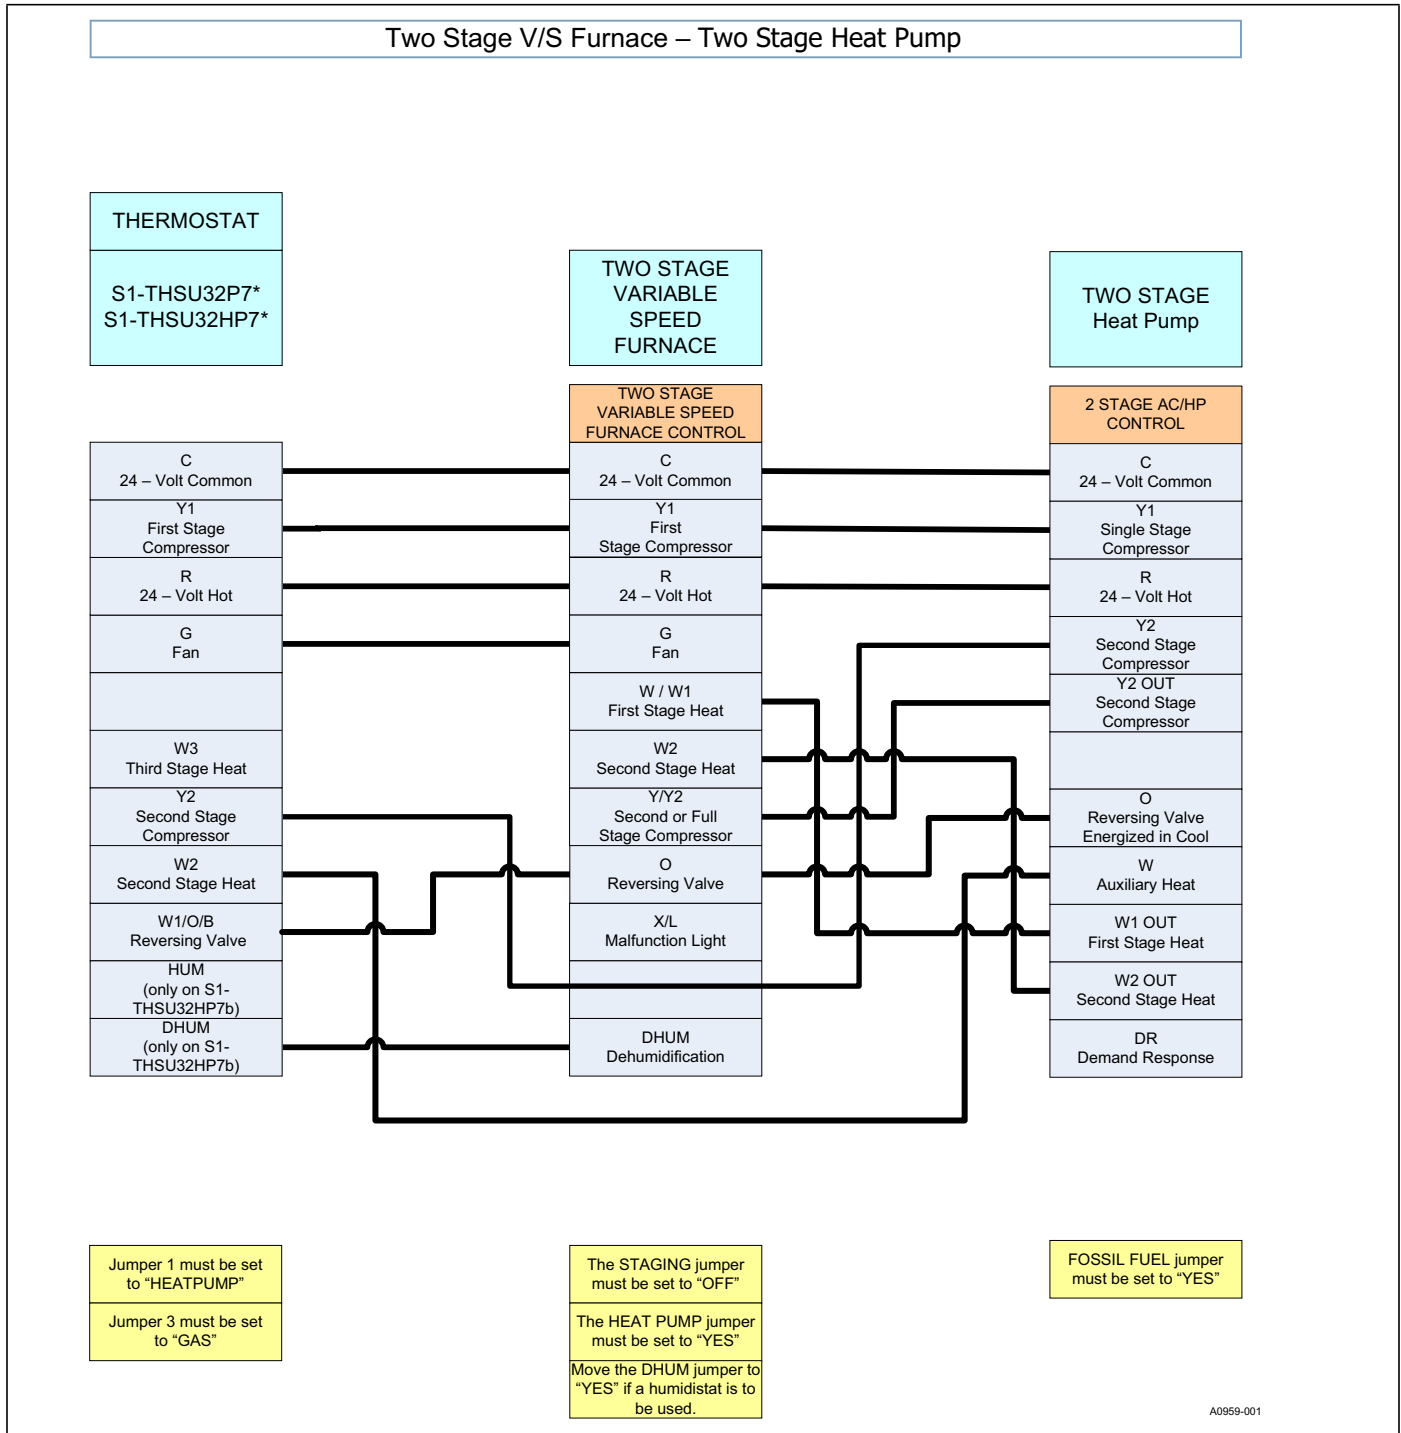 Two Stage V/S Furnace – Two Stage Heat Pump
THERMOSTAT
S1-THSU32P7*
S1-THSU32HP7*
TWO STAGE
VARIABLE
SPEED
FURNACE
TWO STAGE
Heat Pump
TWO STAGE
VARIABLE SPEED
FURNACE CONTROL
2 STAGE AC/HP
CONTROL
C
24 – Volt Common
Y1
First Stage
Compressor
R
24 – Volt Hot
G
Fan
W3
Third Stage Heat
Y2
Second Stage
Compressor
W2
Second Stage Heat
W1/O/B
Reversing Valve
HUM
(only on S1-
THSU32HP7b)
DHUM
(only on S1-
THSU32HP7b)
C
24 – Volt Common
Y1
First
Stage Compressor
R
24 – Volt Hot
G
Fan
W / W1
First Stage Heat
W2
Second Stage Heat
Y/Y2
Second or Full
Stage Compressor
O
Reversing Valve
X/L
Malfunction Light
DHUM
Dehumidification
C
24 – Volt Common
Y1
Single Stage
Compressor
R
24 – Volt Hot
Y2
Second Stage
Compressor
Y2 OUT
Second Stage
Compressor
O
Reversing Valve
Energized in Cool
W
Auxiliary Heat
W1 OUT
First Stage Heat
W2 OUT
Second Stage Heat
DR
Demand Response
Jumper 1 must be set
to “HEATPUMP”
Jumper 3 must be set
to “GAS”
The STAGING jumper
must be set to “OFF”
The HEAT PUMP jumper
must be set to “YES”
Move the DHUM jumper to
“YES” if a humidistat is to
be used.
FOSSIL FUEL jumper
must be set to “YES”
A0959-001